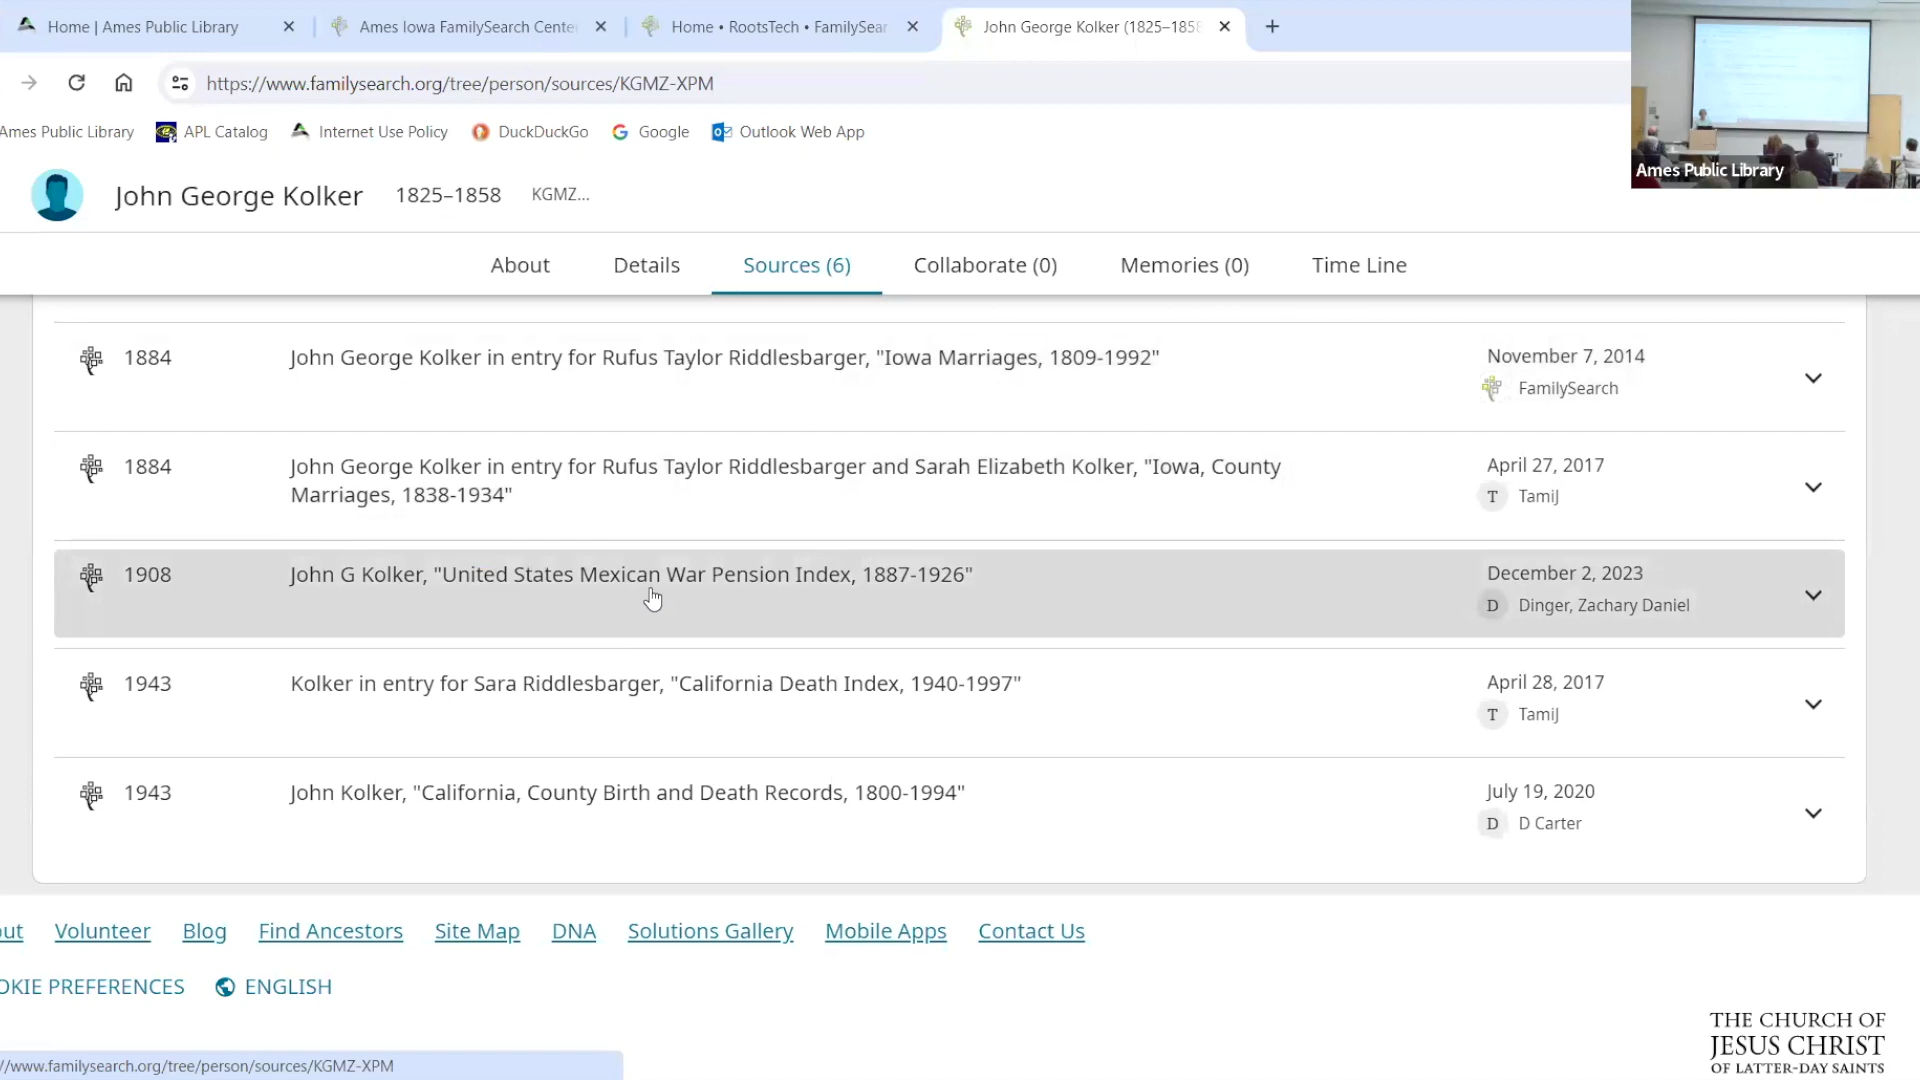 Home | Ames Public Library
Ames Iowa FamilySearch Cente
Home • RootsTech • FamilySear
John George Kolker (1825–1858
https://www.familysearch.org/tree/person/sources/KGMZ-XPM
Ames Public Library
APL Catalog
Internet Use Policy
DuckDuckGo
Google
Outlook Web App
Ames Public Library
John George Kolker 1825–1858 KGMZ...
About Details Sources (6) Collaborate (0) Memories (0) Time Line
1884 John George Kolker in entry for Rufus Taylor Riddlesbarger, "Iowa Marriages, 1809-1992" November 7, 2014
FamilySearch
1884 John George Kolker in entry for Rufus Taylor Riddlesbarger and Sarah Elizabeth Kolker, "Iowa, County April 27, 2017
Marriages, 1838-1934" T TamiJ
1908 John G Kolker, "United States Mexican War Pension Index, 1887-1926" December 2, 2023
D Dinger, Zachary Daniel
1943 Kolker in entry for Sara Riddlesbarger, "California Death Index, 1940-1997" April 28, 2017
T TamiJ
1943 John Kolker, "California, County Birth and Death Records, 1800-1994" July 19, 2020
D D Carter
out Volunteer Blog Find Ancestors Site Map DNA Solutions Gallery Mobile Apps Contact Us
OKIE PREFERENCES ENGLISH
THE CHURCH OF
JESUS CHRIST
OF LATTER-DAY SAINTS
//www.familysearch.org/tree/person/sources/KGMZ-XPM